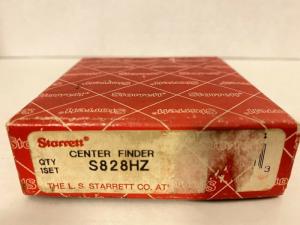 Starrett
CENTER FINDER
QTY
1SET
S828HZ
THE L. S. STARRETT CO. AT